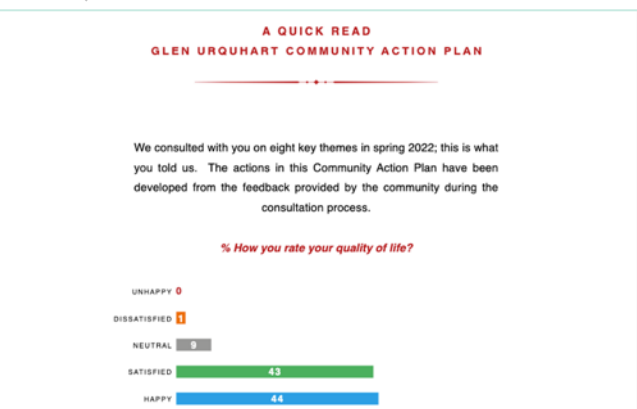 A QUICK READ
GLEN URQUHART COMMUNITY ACTION PLAN
We consulted with you on eight key themes in spring 2022; this is what
you told us. The actions in this Community Action Plan have been
developed from the feedback provided by the community during the
consultation process.
% How you rate your quality of life?
UNHAPPY 0
DISSATISFIED 1
NEUTRAL 9
SATISFIED 43
HAPPY 44